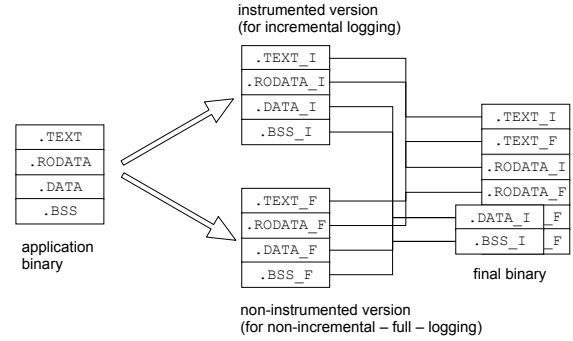 instrumented version
(for incremental logging)
.TEXT_I
.RODATA_I
.DATA_I
.BSS_I
.TEXT
.RODATA
.DATA
.BSS
application
binary
.TEXT_F
.RODATA_F
.DATA_F
.BSS_F
non-instrumented version
(for non-incremental – full – logging)
.TEXT_I
.TEXT_F
.RODATA_I
.RODATA_F
.DATA_I _F
.BSS_I _F
final binary